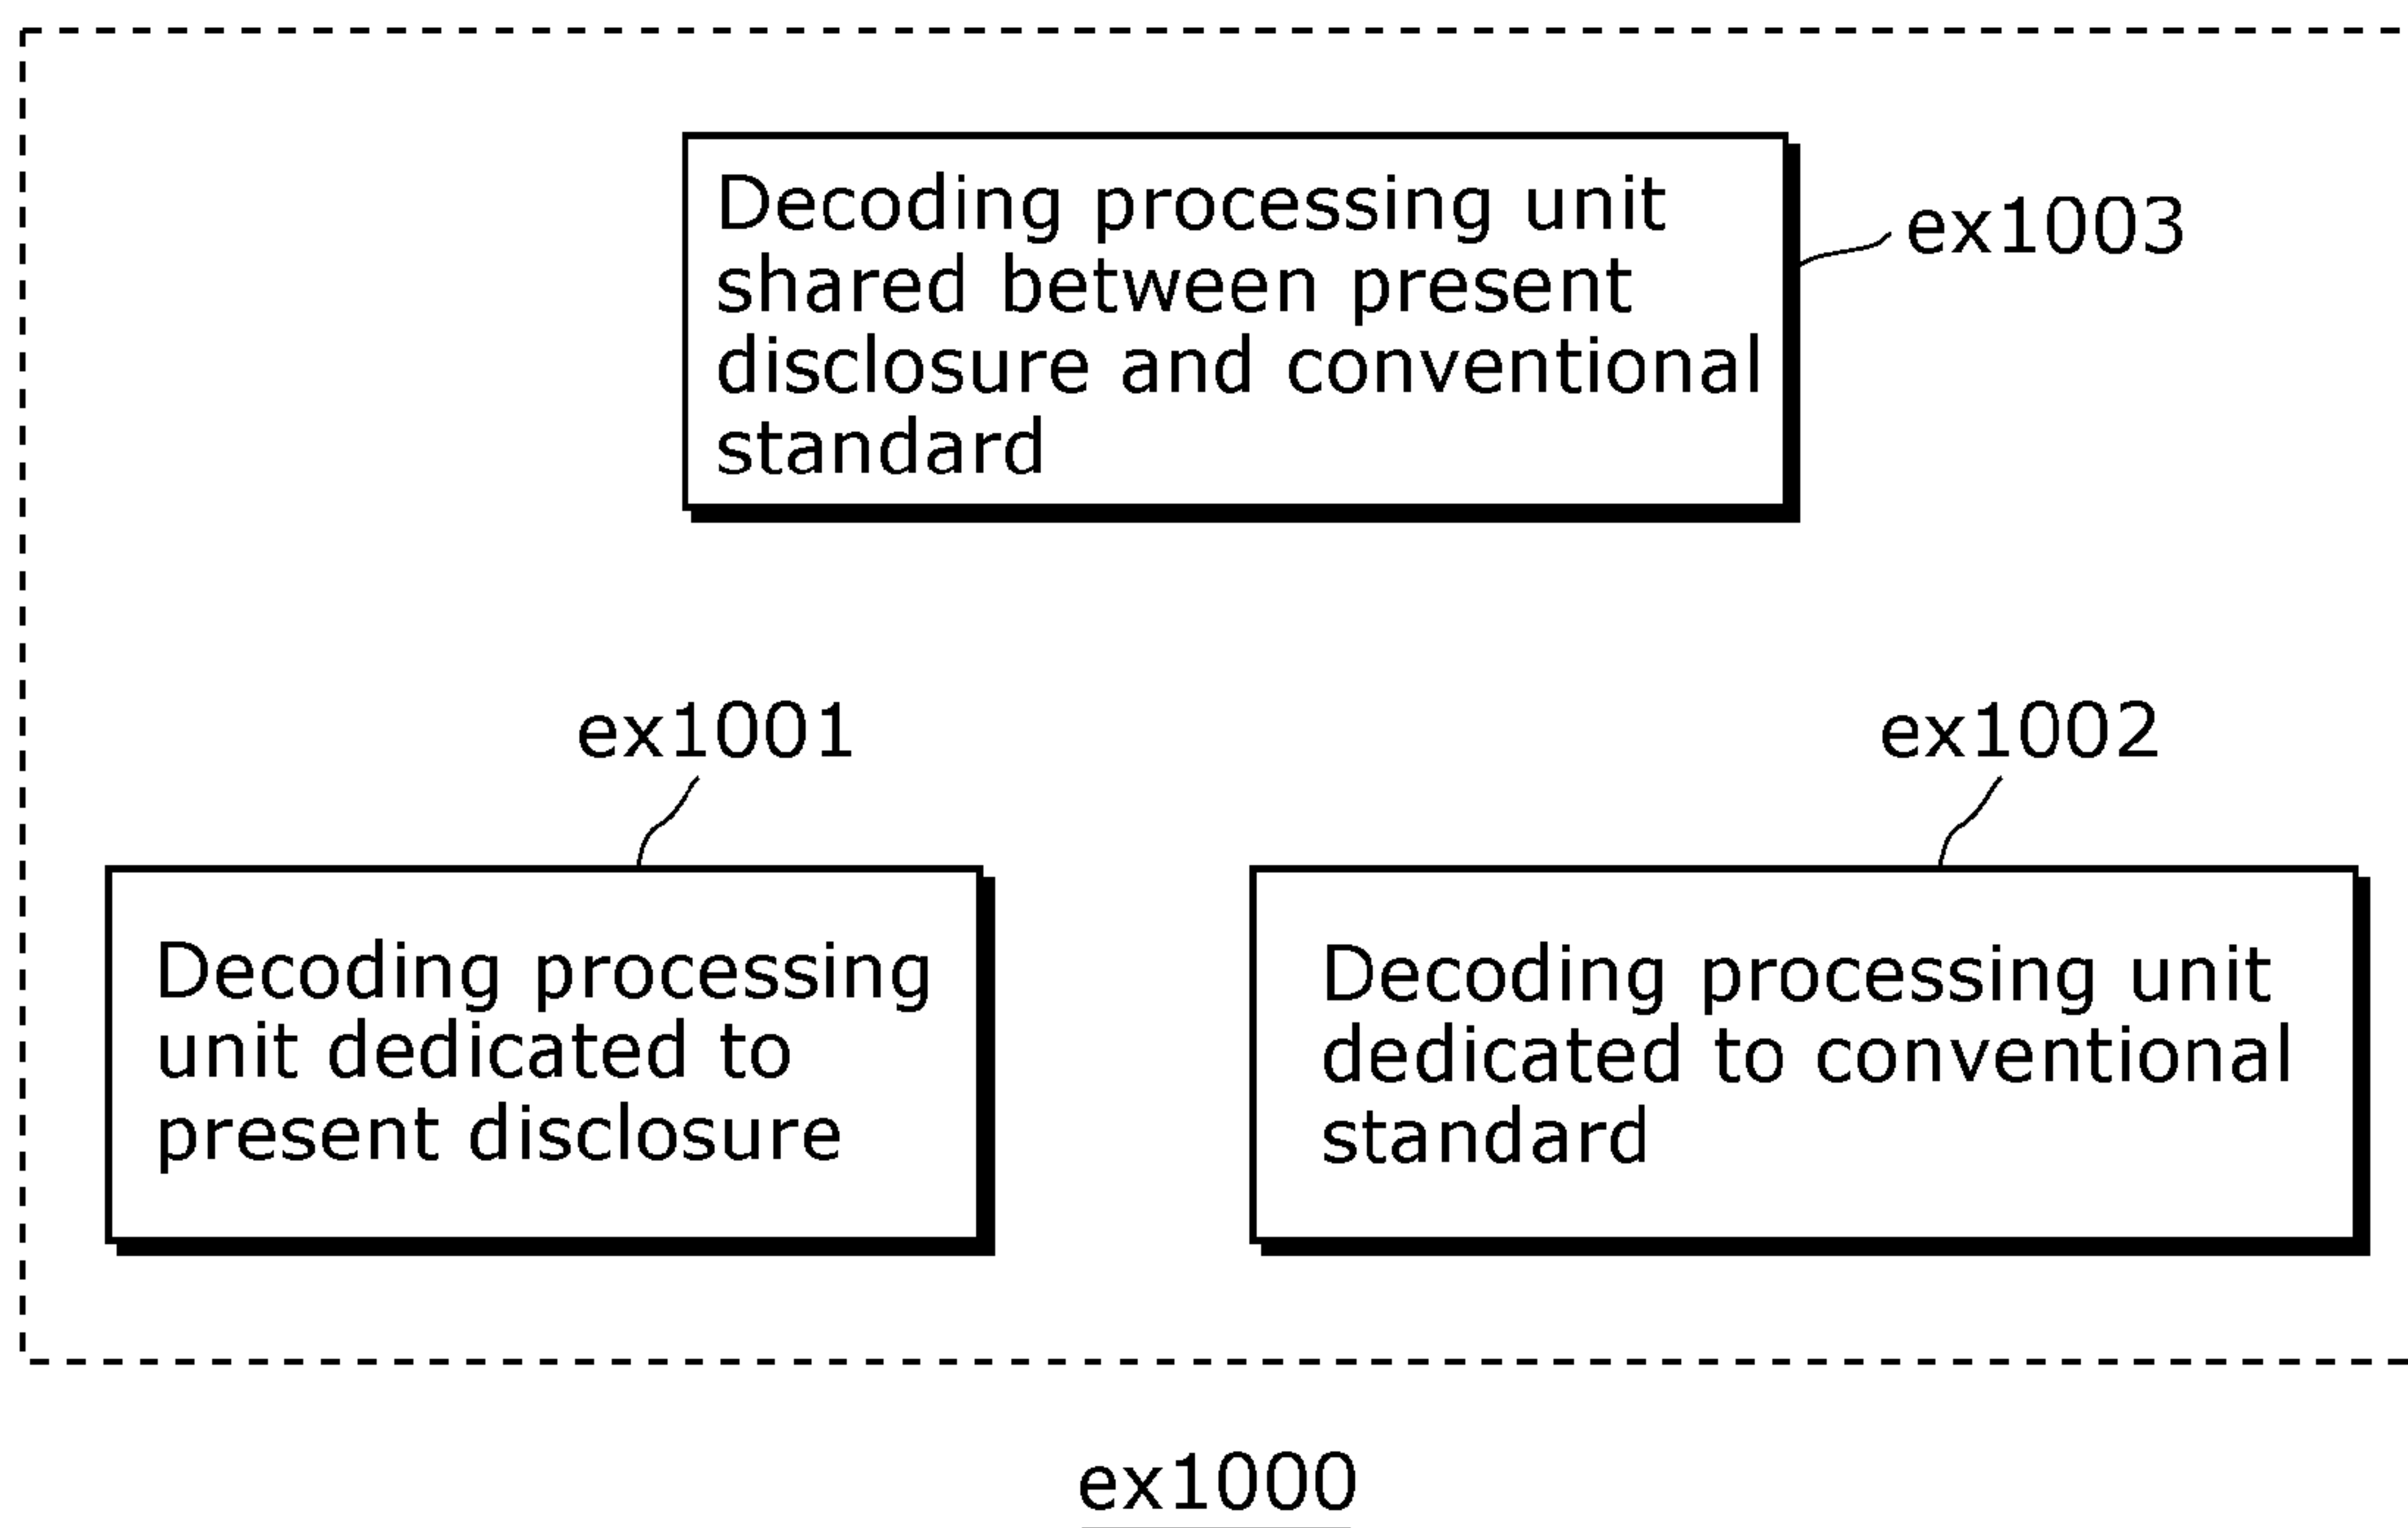 Decoding processing unit
shared between present
disclosure and conventional
standard
ex1003
ex1001
ex1002
Decoding processing
unit dedicated to
present disclosure
Decoding processing unit
dedicated to conventional
standard
ex1000